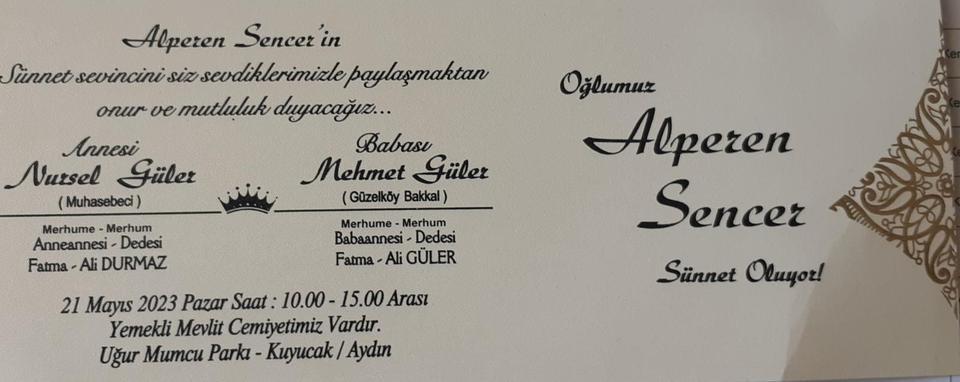 Alperen Sencer'in
Sünnet sevincini siz sevdiklerimizle paylaşmaktan
onur ve mutluluk duyacağız...
Annesi
Nursel Güler
( Muhasebeci )
Merhume - Merhum
Anneannesi - Dedesi
Fatma - Ali DURMAZ
Babası
Mehmet Güler
( Güzelköy Bakkal )
Merhume - Merhum
Babaannesi - Dedesi
Fatma - Ali GÜLER
21 Mayıs 2023 Pazar Saat : 10.00 - 15.00 Arası
Yemekli Mevlit Cemiyetimiz Vardır.
Uğur Mumcu Parkı - Kuyucak / Aydın
Oğlumuz
Alperen
Sencer
Sünnet Oluyor!